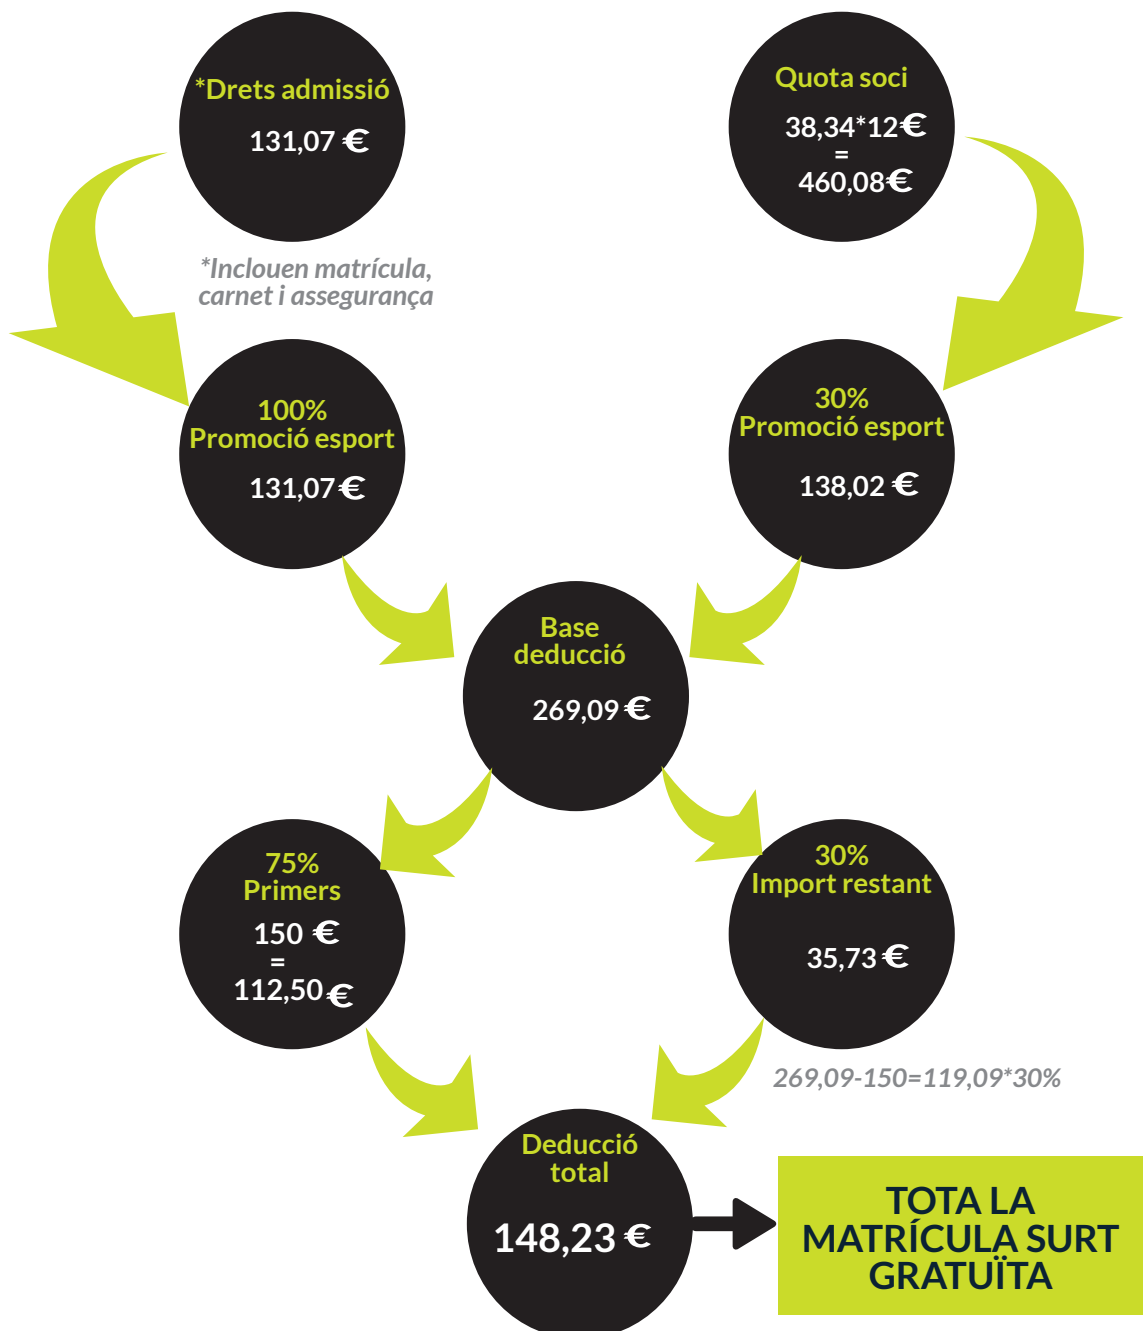 *Drets admissió
131,07 €
*Inclouen matrícula,
carnet i assegurança
Quota soci
38,34*12€
=
460,08€
100%
Promoció esport
131,07€
30%
Promoció esport
138,02 €
Base
deducció
269,09 €
75%
Primers
150 €
=
112,50€
30%
Import restant
35,73 €
269,09-150=119,09*30%
Deducció
total
148,23 €
TOTA LA
MATRÍCULA SURT
GRATUÏTA